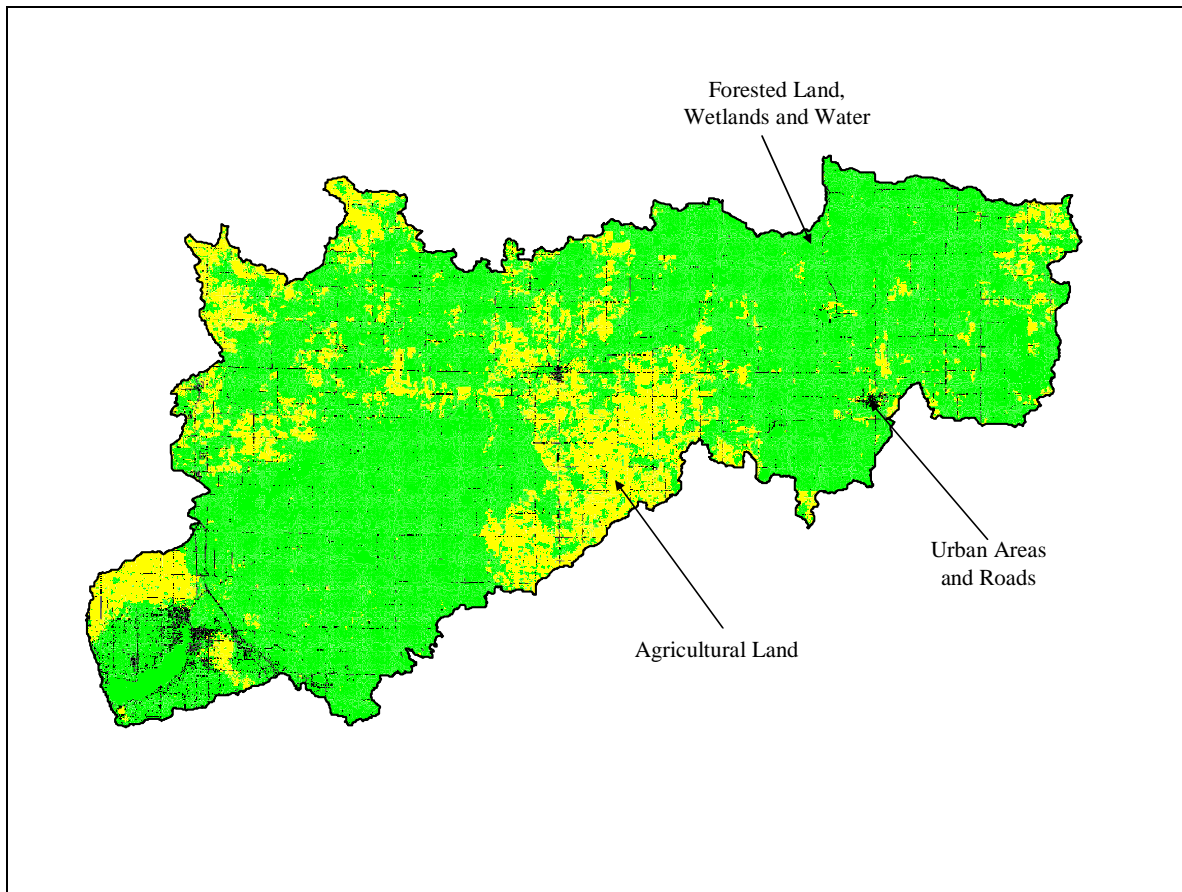 Forested Land,
Wetlands and Water
Urban Areas
and Roads
Agricultural Land